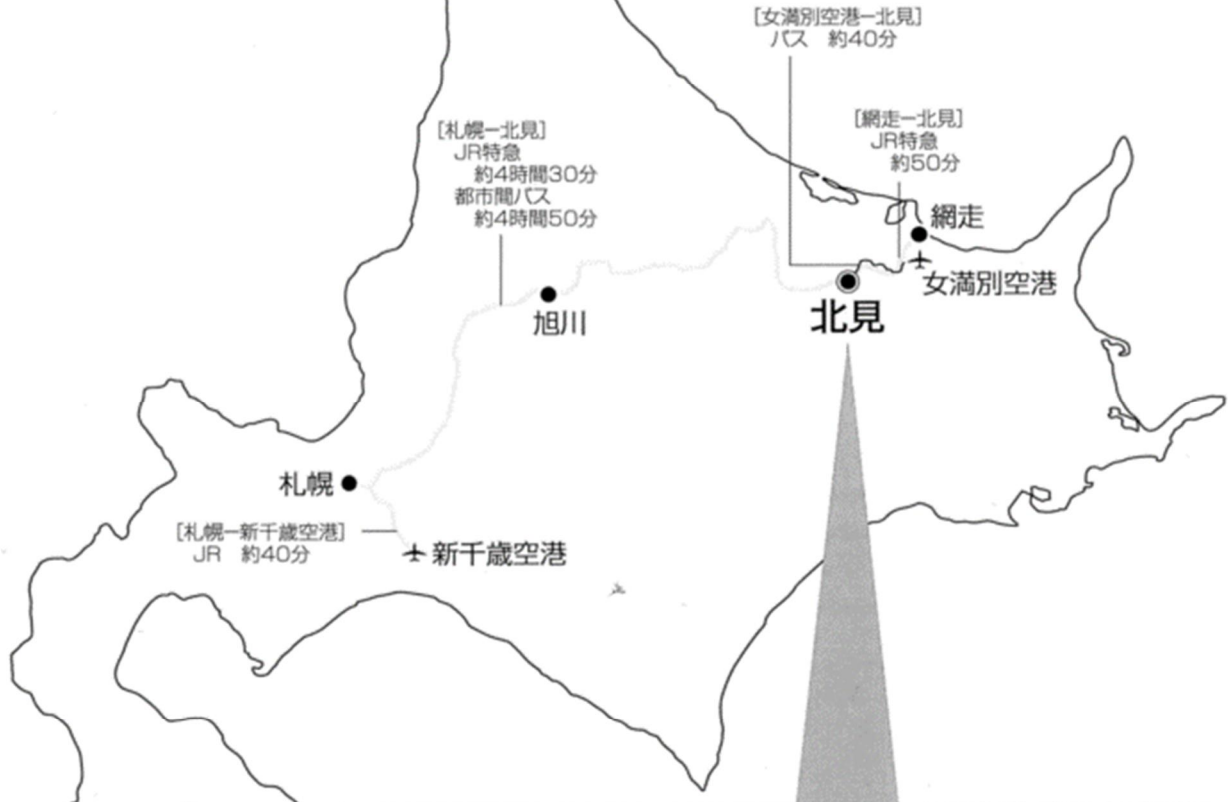 [女満別空港ー北見]
バス 約40分
[札幌ー北見]
JR特急
約4時間30分
都市間バス
約4時間50分
[網走ー北見]
JR特急
約50分
網走
女満別空港
北見
旭川
札幌
[札幌ー新千歳空港]
JR 約40分
新千歳空港